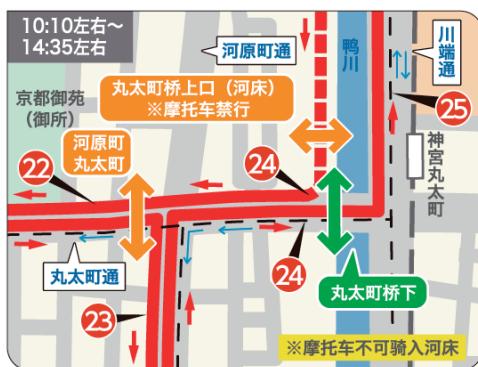 10:10左右～
14:35左右
河原町通
鸭川
川端通
丸太町桥上口（河床）
※摩托车禁行
京都御苑
（御所）
河原町
丸太町
25
神宮丸太町
22
24
丸太町通
24
丸太町桥下
23
※摩托车不可骑入河床